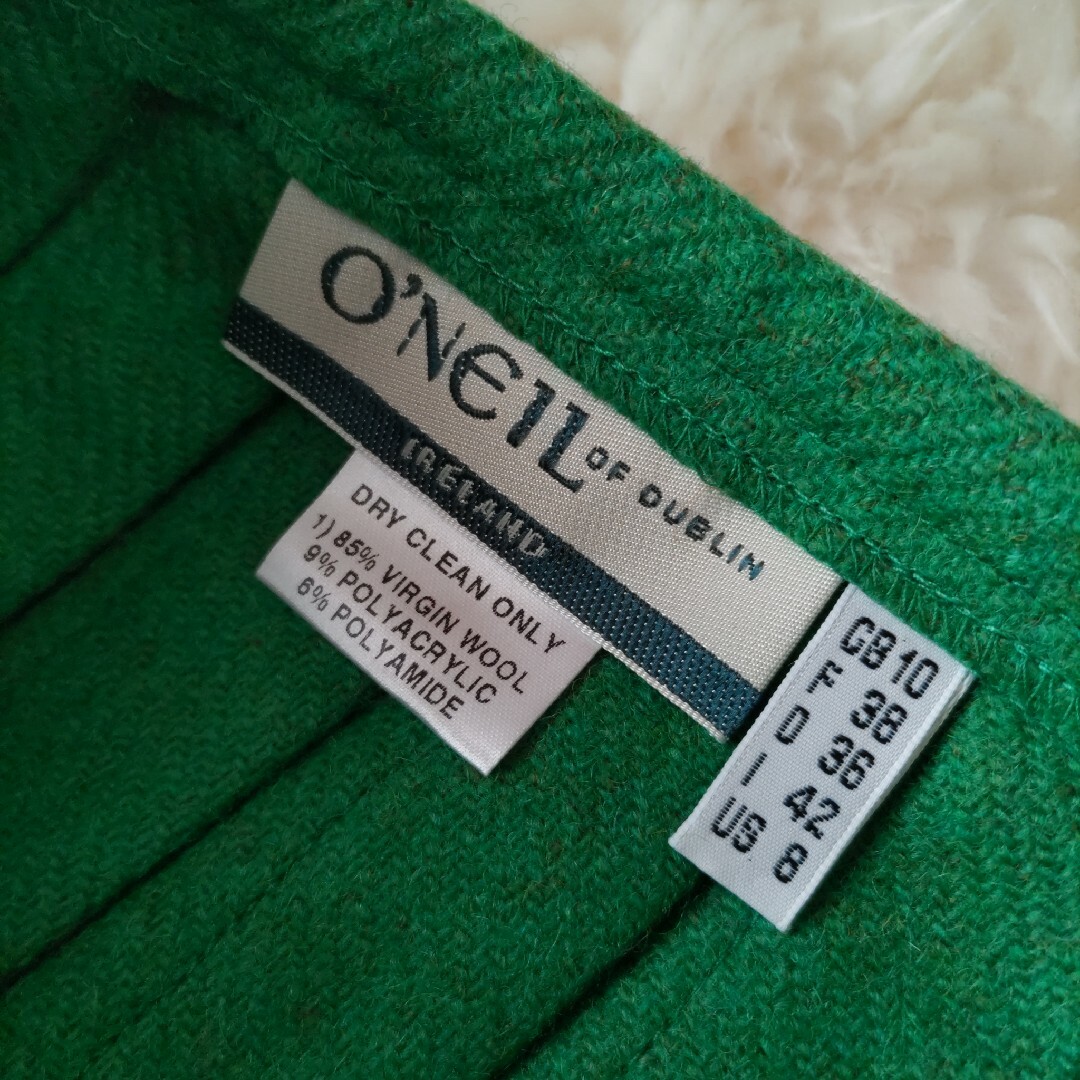 O'NEIL OF DUBLIN
IRELAND
DRY CLEAN ONLY
1) 85% VIRGIN WOOL
9% POLYACRYLIC
6% POLYAMIDE
GB 10
F 38
D 36
I 42
US 8